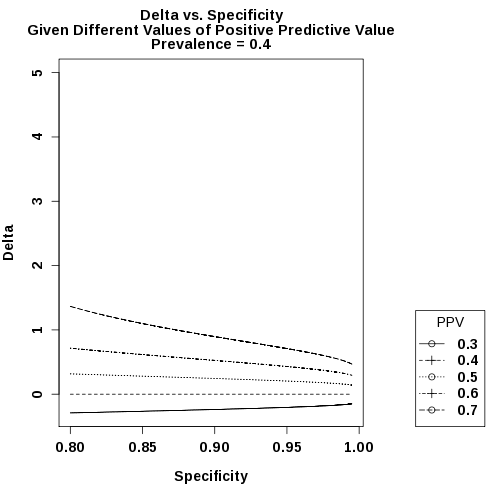 Delta vs. Specificity
Given Different Values of Positive Predictive Value
Prevalence = 0.4
5
4
3
2
1
0
Delta
0.80 0.85 0.90 0.95 1.00
Specificity
PPV
0.3
0.4
0.5
0.6
0.7